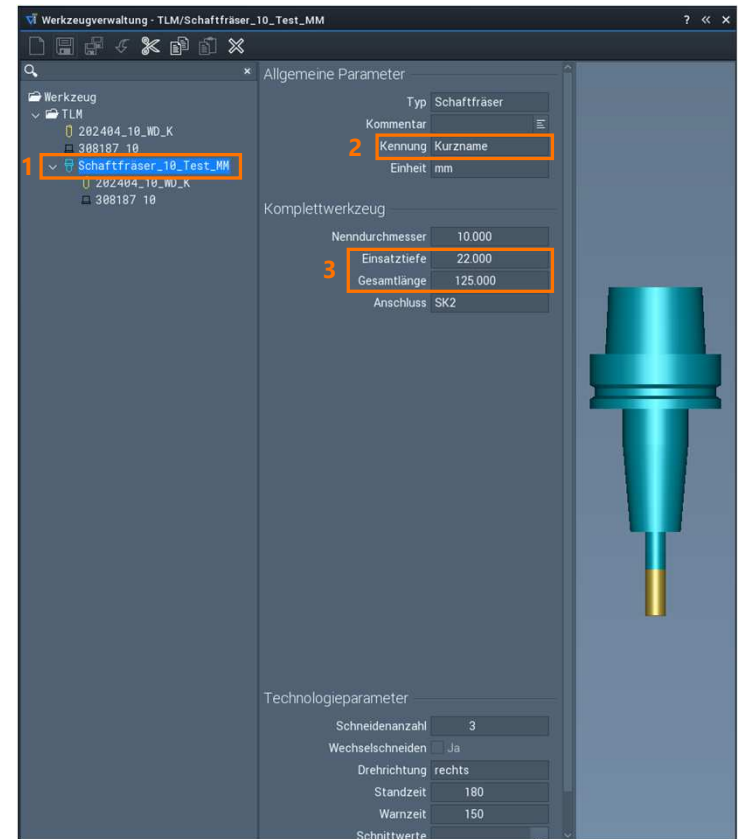 Werkzeugverwaltung - TLM/Schaftfräser_10_Test_MM
Werkzeug
TLM
202404_10_WD_K
308187 10
1
Schaftfräser_10_Test_MM
202404_10_WD_K
308187 10
Allgemeine Parameter
Typ Schaftfräser
Kommentar
2 Kennung Kurzname
Einheit mm
Komplettwerkzeug
Nenndurchmesser 10.000
3
Einsatztiefe 22.000
Gesamtlänge 125.000
Anschluss SK2
Technologieparameter
Schneidenanzahl 3
Wechselschneiden Ja
Drehrichtung rechts
Standzeit 180
Warnzeit 150
Schnittwerte